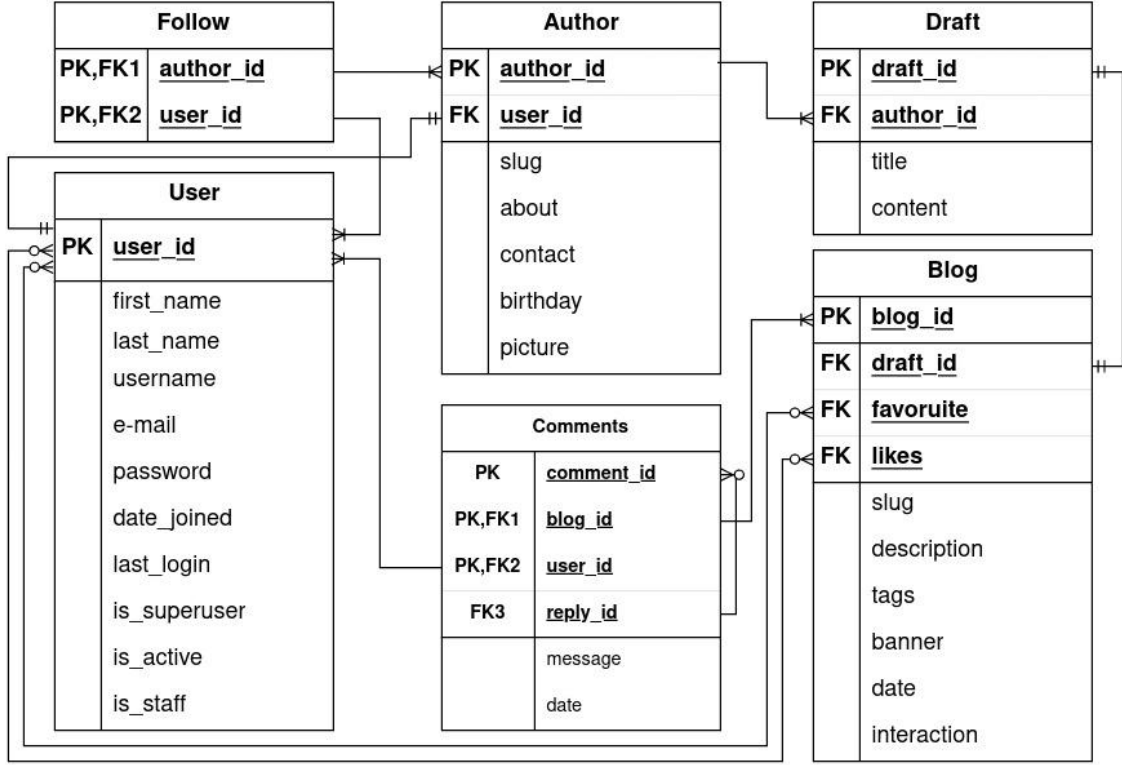 Follow
PK,FK1 author_id
PK,FK2 user_id
User
PK user_id
first_name
last_name
username
e-mail
password
date_joined
last_login
is_superuser
is_active
is_staff
Author
PK author_id
FK user_id
slug
about
contact
birthday
picture
Comments
PK comment_id
PK,FK1 blog_id
PK,FK2 user_id
FK3 reply_id
message
date
Draft
PK draft_id
FK author_id
title
content
Blog
PK blog_id
FK draft_id
FK favoruite
FK likes
slug
description
tags
banner
date
interaction